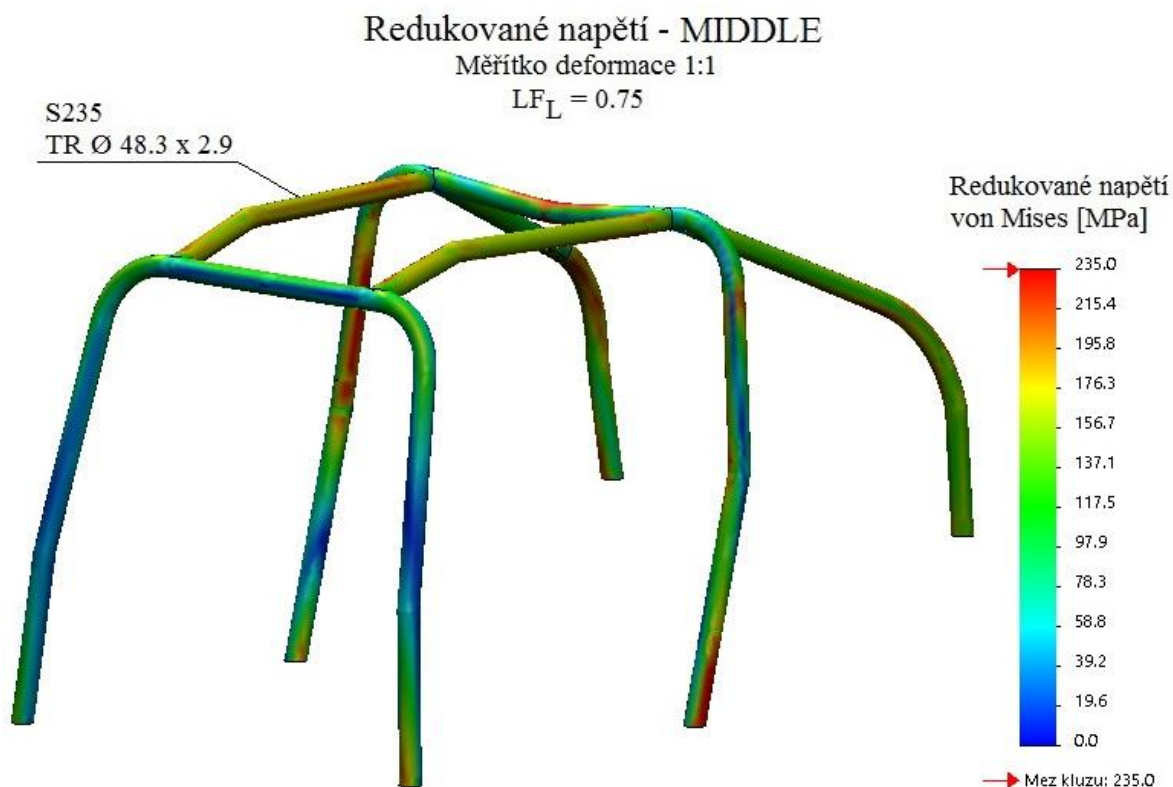 Redukované napětí - MIDDLE
Měřítko deformace 1:1
LF_L = 0.75
S235
TR Ø 48.3 x 2.9
Redukované napětí
von Mises [MPa]
235.0
215.4
195.8
176.3
156.7
137.1
117.5
97.9
78.3
58.8
39.2
19.6
0.0
Mez kluzu: 235.0